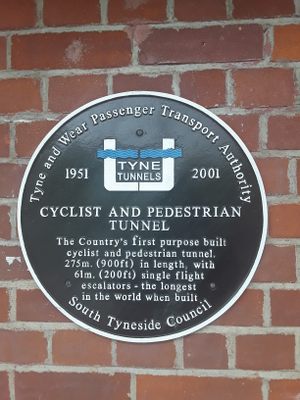 Tyne and Wear Passenger Transport Authority
TYNE
1951 TUNNELS 2001
CYCLIST AND PEDESTRIAN
TUNNEL
The Country's first purpose built
cyclist and pedestrian tunnel.
275m. (900ft) in length, with
61m. (200ft) single flight
escalators - the longest
in the world when built.
South Tyneside Council